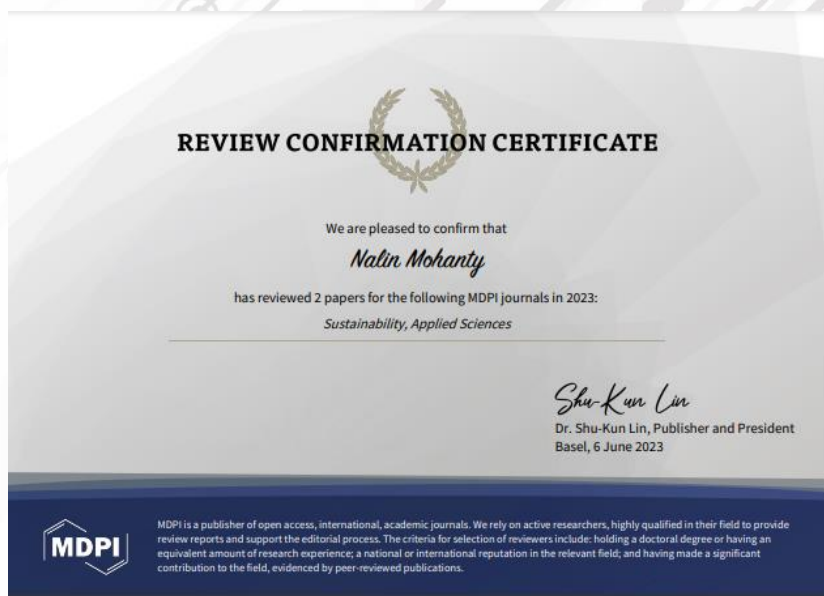 REVIEW CONFIRMATION CERTIFICATE
We are pleased to confirm that
Nalin Mohanty
has reviewed 2 papers for the following MDPI journals in 2023:
Sustainability, Applied Sciences
Shu-Kun Lin
Dr. Shu-Kun Lin, Publisher and President
Basel, 6 June 2023
MDPI
MDPI is a publisher of open access, international, academic journals. We rely on active researchers, highly qualified in their field to provide
review reports and support the editorial process. The criteria for selection of reviewers include: holding a doctoral degree or having an
equivalent amount of research experience; a national or international reputation in the relevant field; and having made a significant
contribution to the field, evidenced by peer-reviewed publications.